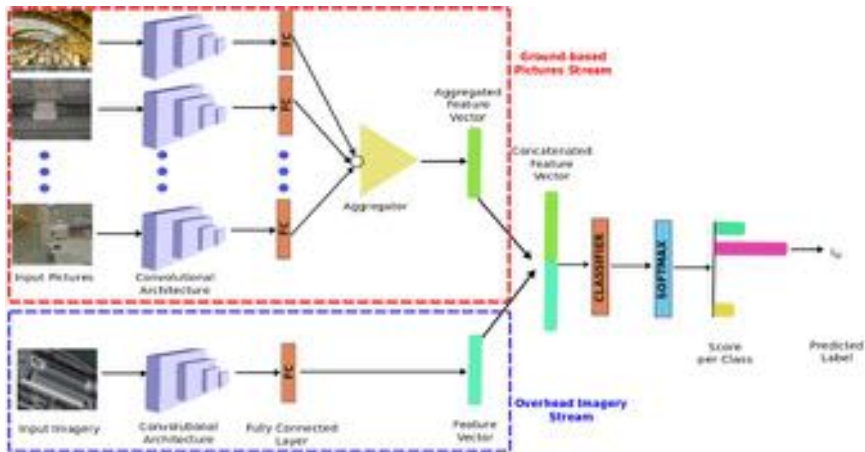 FC
Ground-based
Pictures Stream
FC
Aggregated
Feature
Vector
Concatenated
Feature
Vector
Aggregator
FC
Input Pictures
Convolutional
Architecture
CLASSIFIER
SOFTMAX
Score
per Class
Predicted
Label
FC
Input Imagery
Convolutional
Architecture
Fully Connected
Layer
Feature
Vector
Overhead Imagery
Stream